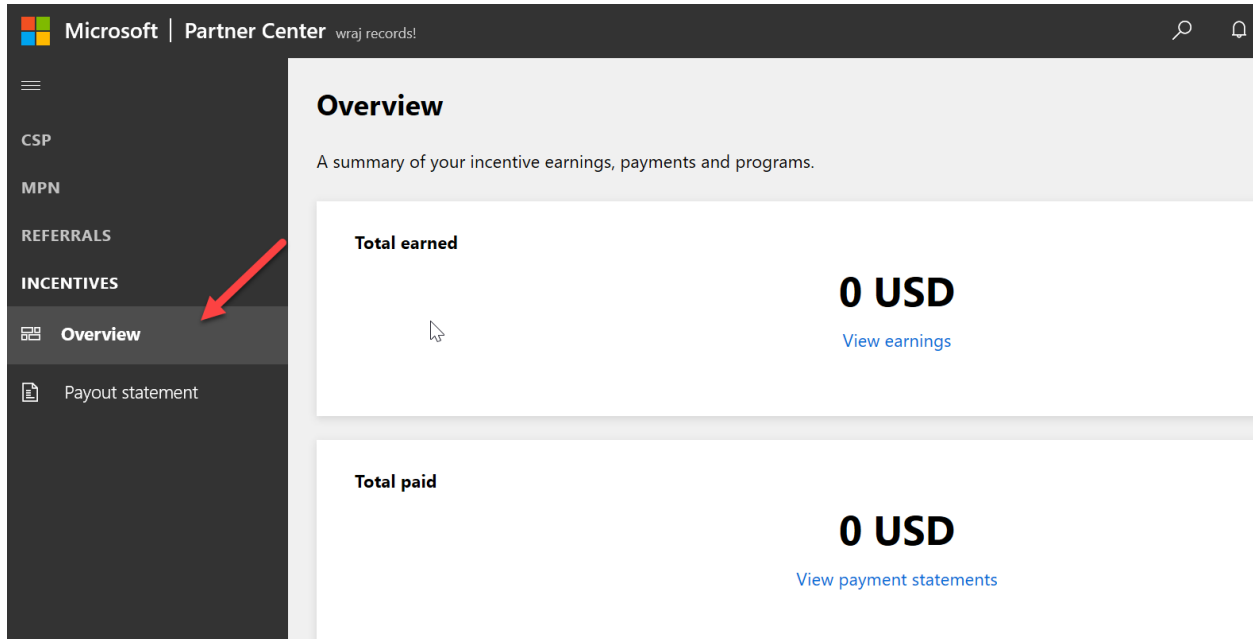 Microsoft | Partner Center wraj records!
CSP
MPN
REFERRALS
INCENTIVES
Overview
Payout statement
Overview
A summary of your incentive earnings, payments and programs.
Total earned
0 USD
View earnings
Total paid
0 USD
View payment statements